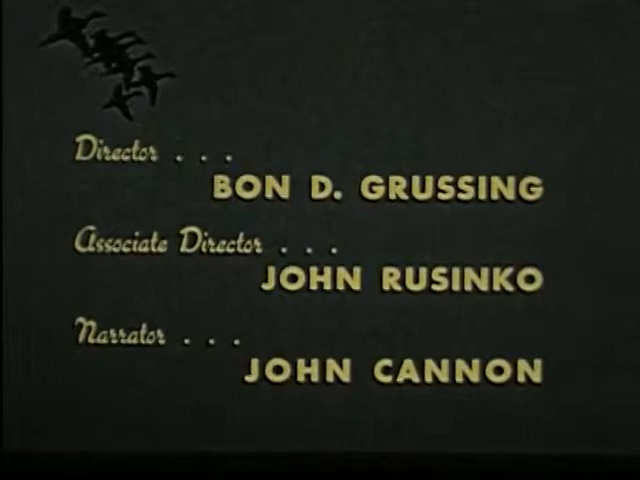 Director . . .
BON D. GRUSSING
Associate Director . . .
JOHN RUSINKO
Narrator . . .
JOHN CANNON